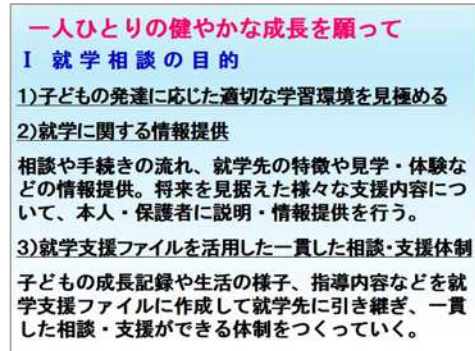 一人ひとりの健やかな成長を願って
Ⅰ 就学相談の目的
1)子どもの発達に応じた適切な学習環境を見極める
2)就学に関する情報提供
相談や手続きの流れ、就学先の特徴や見学・体験な
どの情報提供。将来を見据えた様々な支援内容につ
いて、本人・保護者に説明・情報提供を行う。
3)就学支援ファイルを活用した一貫した相談・支援体制
子どもの成長記録や生活の様子、指導内容などを就
学支援ファイルに作成して就学先に引き継ぎ、一貫
した相談・支援ができる体制をつくっていく。